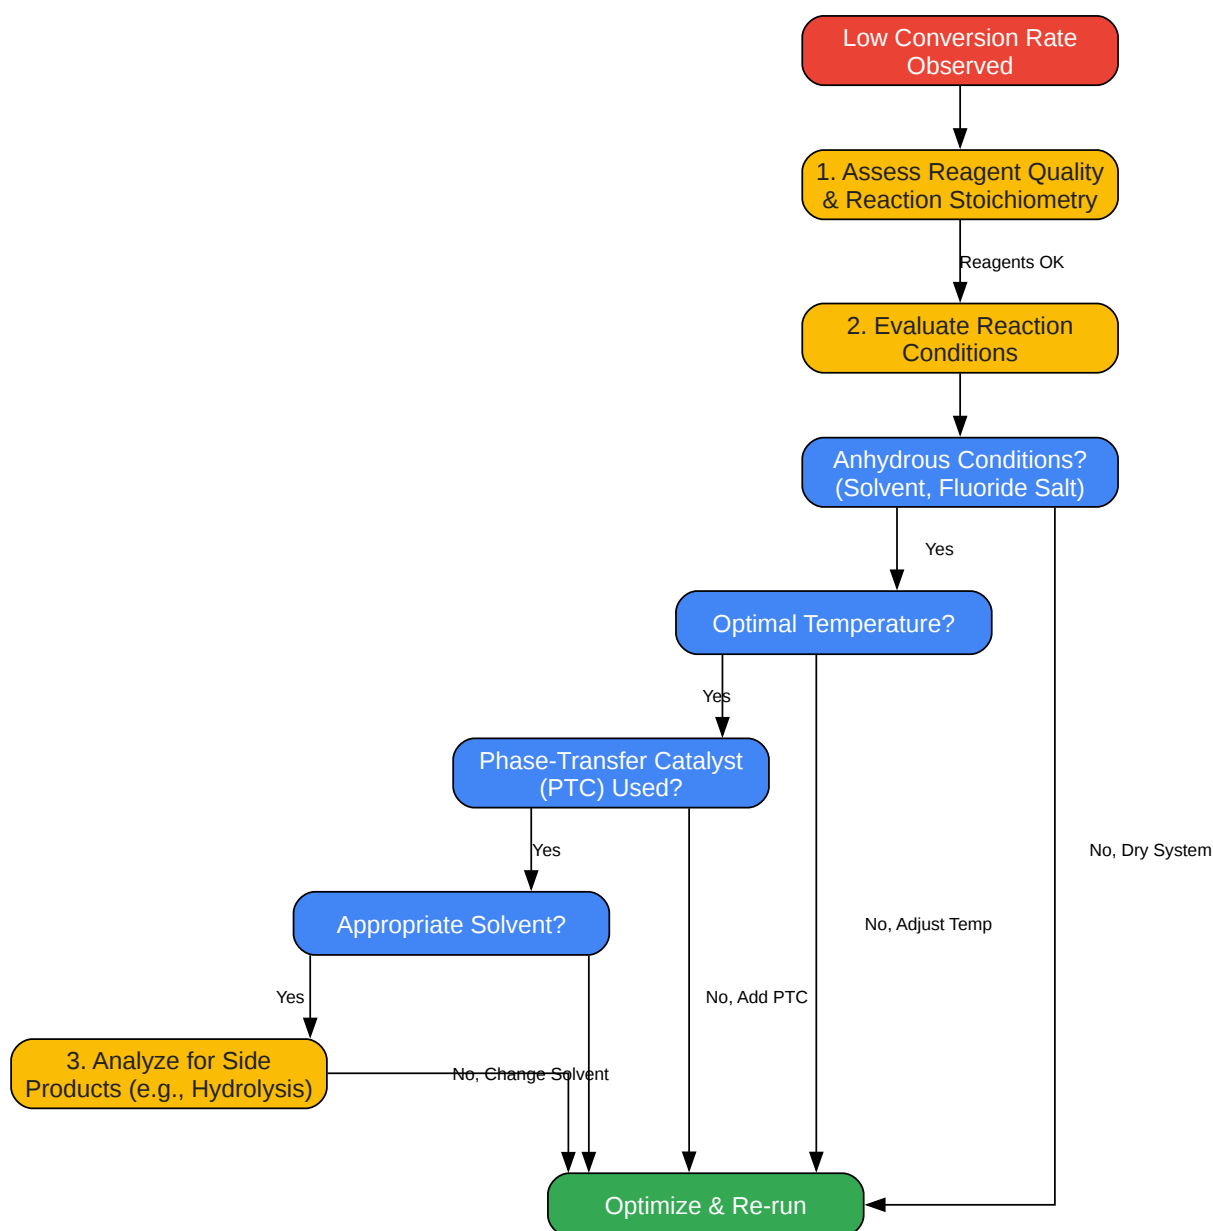 Low Conversion Rate
Observed
1. Assess Reagent Quality
& Reaction Stoichiometry
Reagents OK
2. Evaluate Reaction
Conditions
Anhydrous Conditions?
(Solvent, Fluoride Salt)
Yes
Optimal Temperature?
Yes
Phase-Transfer Catalyst
(PTC) Used?
Yes
No, Dry System
Appropriate Solvent?
No, Adjust Temp
Yes
No, Add PTC
3. Analyze for Side
Products (e.g., Hydrolysis)
No, Change Solvent
Optimize & Re-run